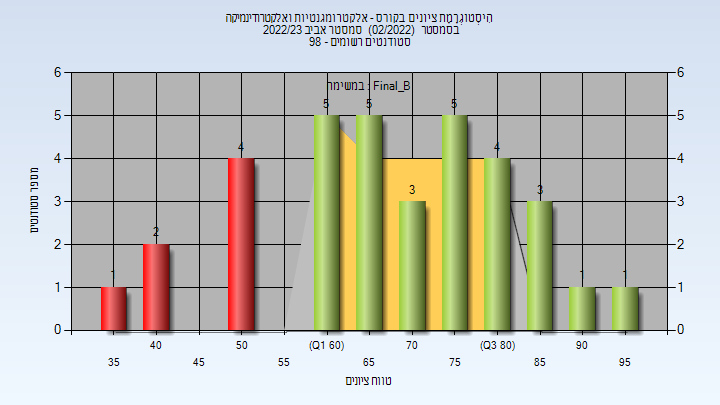 היסטוגרמת ציונים בקורס - אלקטרומגנטיות ואלקטרודינמיקה
בסמסטר (02/2022) סמסטר אביב 2022/23
סטודנטים רשומים - 98
במשימה : Final_B
6 6
5 5
4 4
3 3
2 2
1 1
0 0
1 2 4 5 5 3 5 4 3 1 1
מספר סטודנטים
40 50 (Q1 60) 70 (Q3 80) 90
35 45 55 65 75 85 95
טווח ציונים